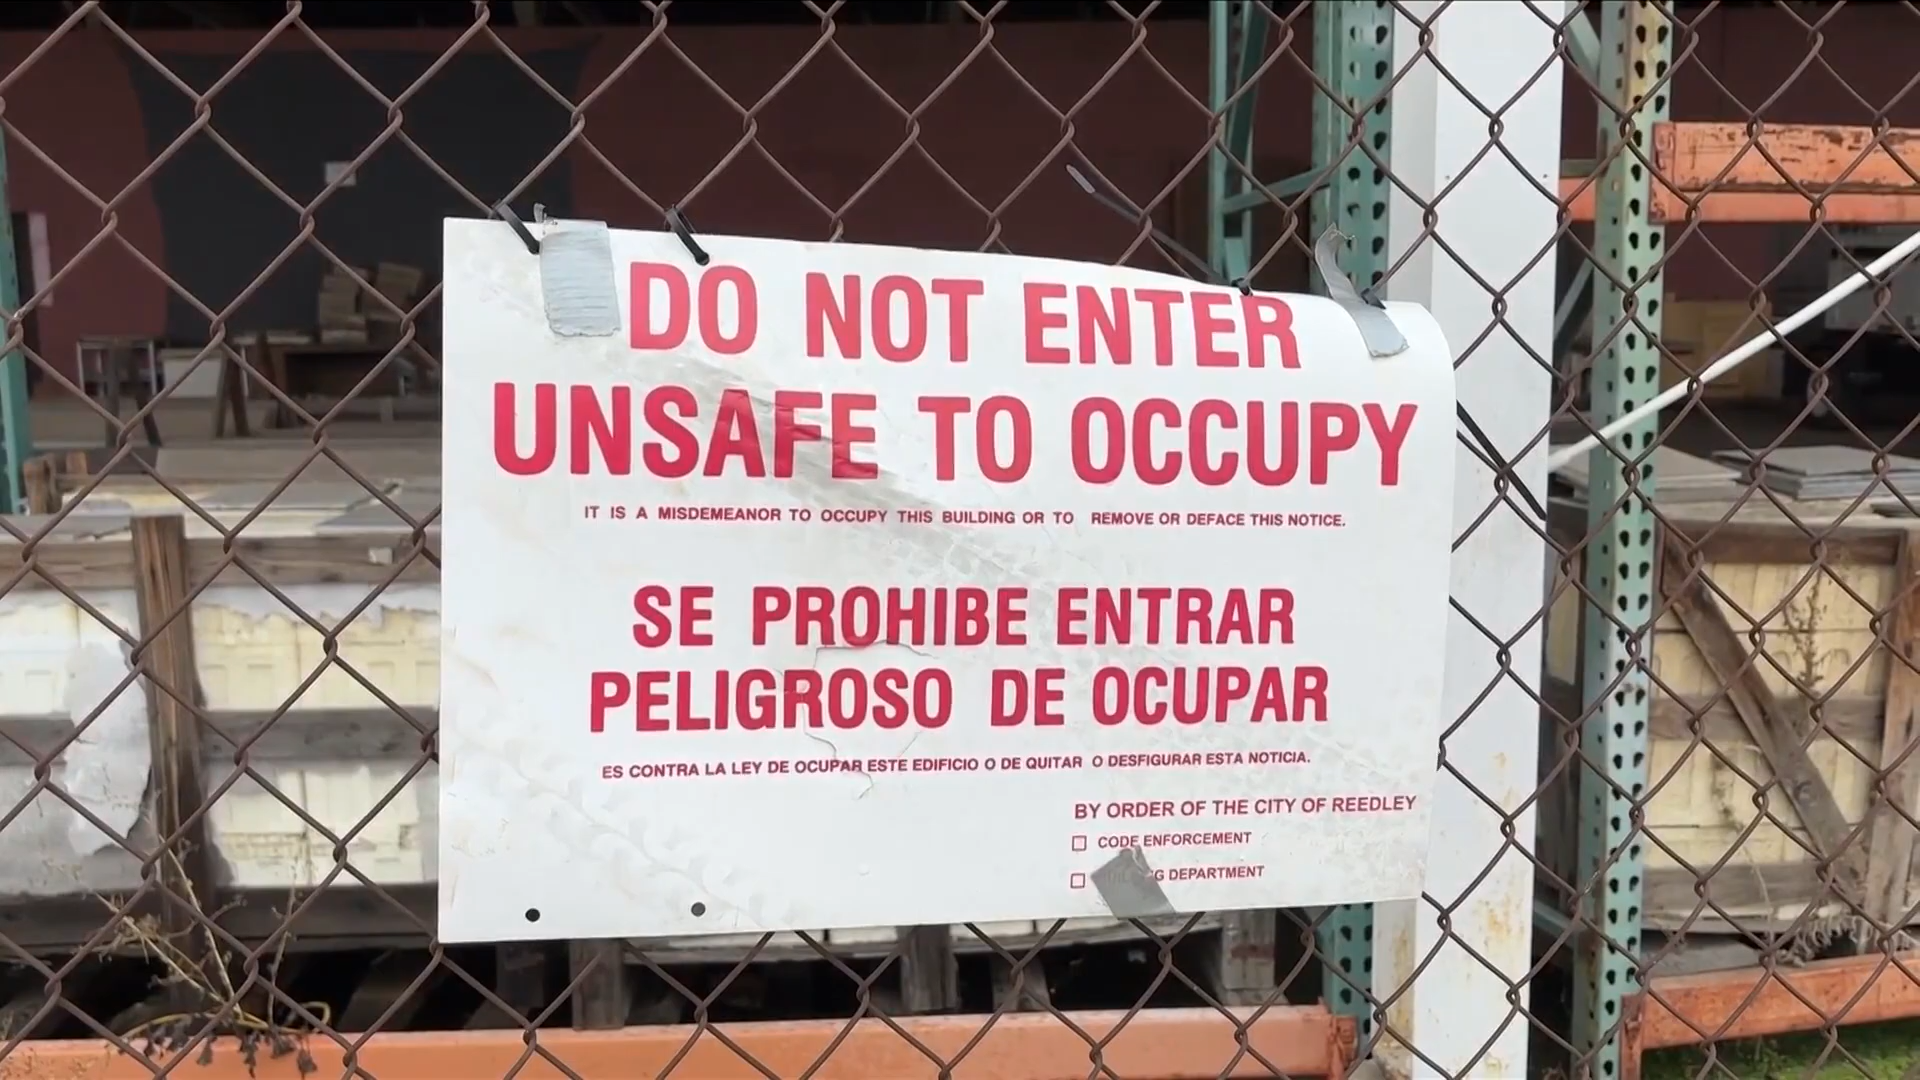 DO NOT ENTER
UNSAFE TO OCCUPY
IT IS A MISDEMEANOR TO OCCUPY THIS BUILDING OR TO REMOVE OR DEFACE THIS NOTICE.
SE PROHIBE ENTRAR
PELIGROSO DE OCUPAR
ES CONTRA LA LEY DE OCUPAR ESTE EDIFICIO O DE QUITAR O DESFIGURAR ESTA NOTICIA.
BY ORDER OF THE CITY OF REEDLEY
CODE ENFORCEMENT
DEPARTMENT